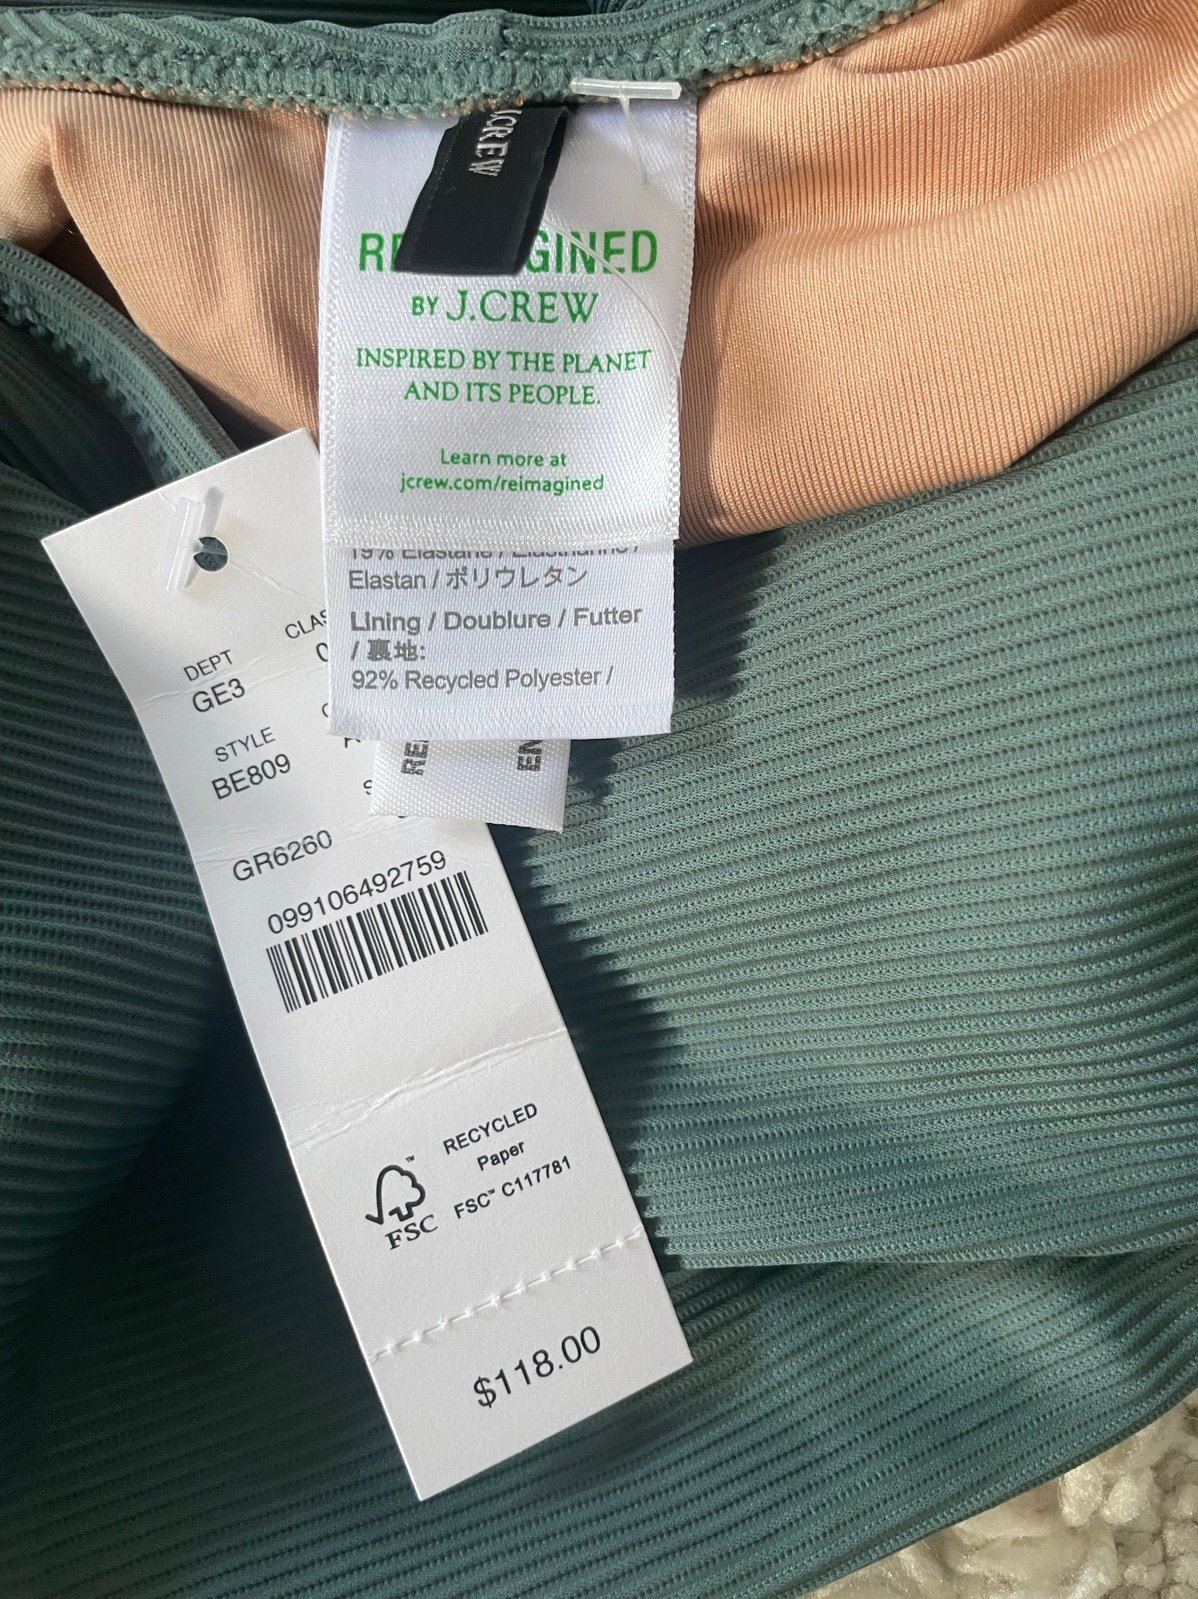 J.CREW
REIMAGINED
BY J.CREW
INSPIRED BY THE PLANET
AND ITS PEOPLE.
Learn more at
jcrew.com/reimagined
19% Elastane /
Elastan / ポリウレタン
Lining / Doublure / Futter
/ 裏地:
92% Recycled Polyester /
DEPT
GE3
STYLE
BE809
GR6260
099106492759
RECYCLED
Paper
FSC™ C117781
FSC
$118.00